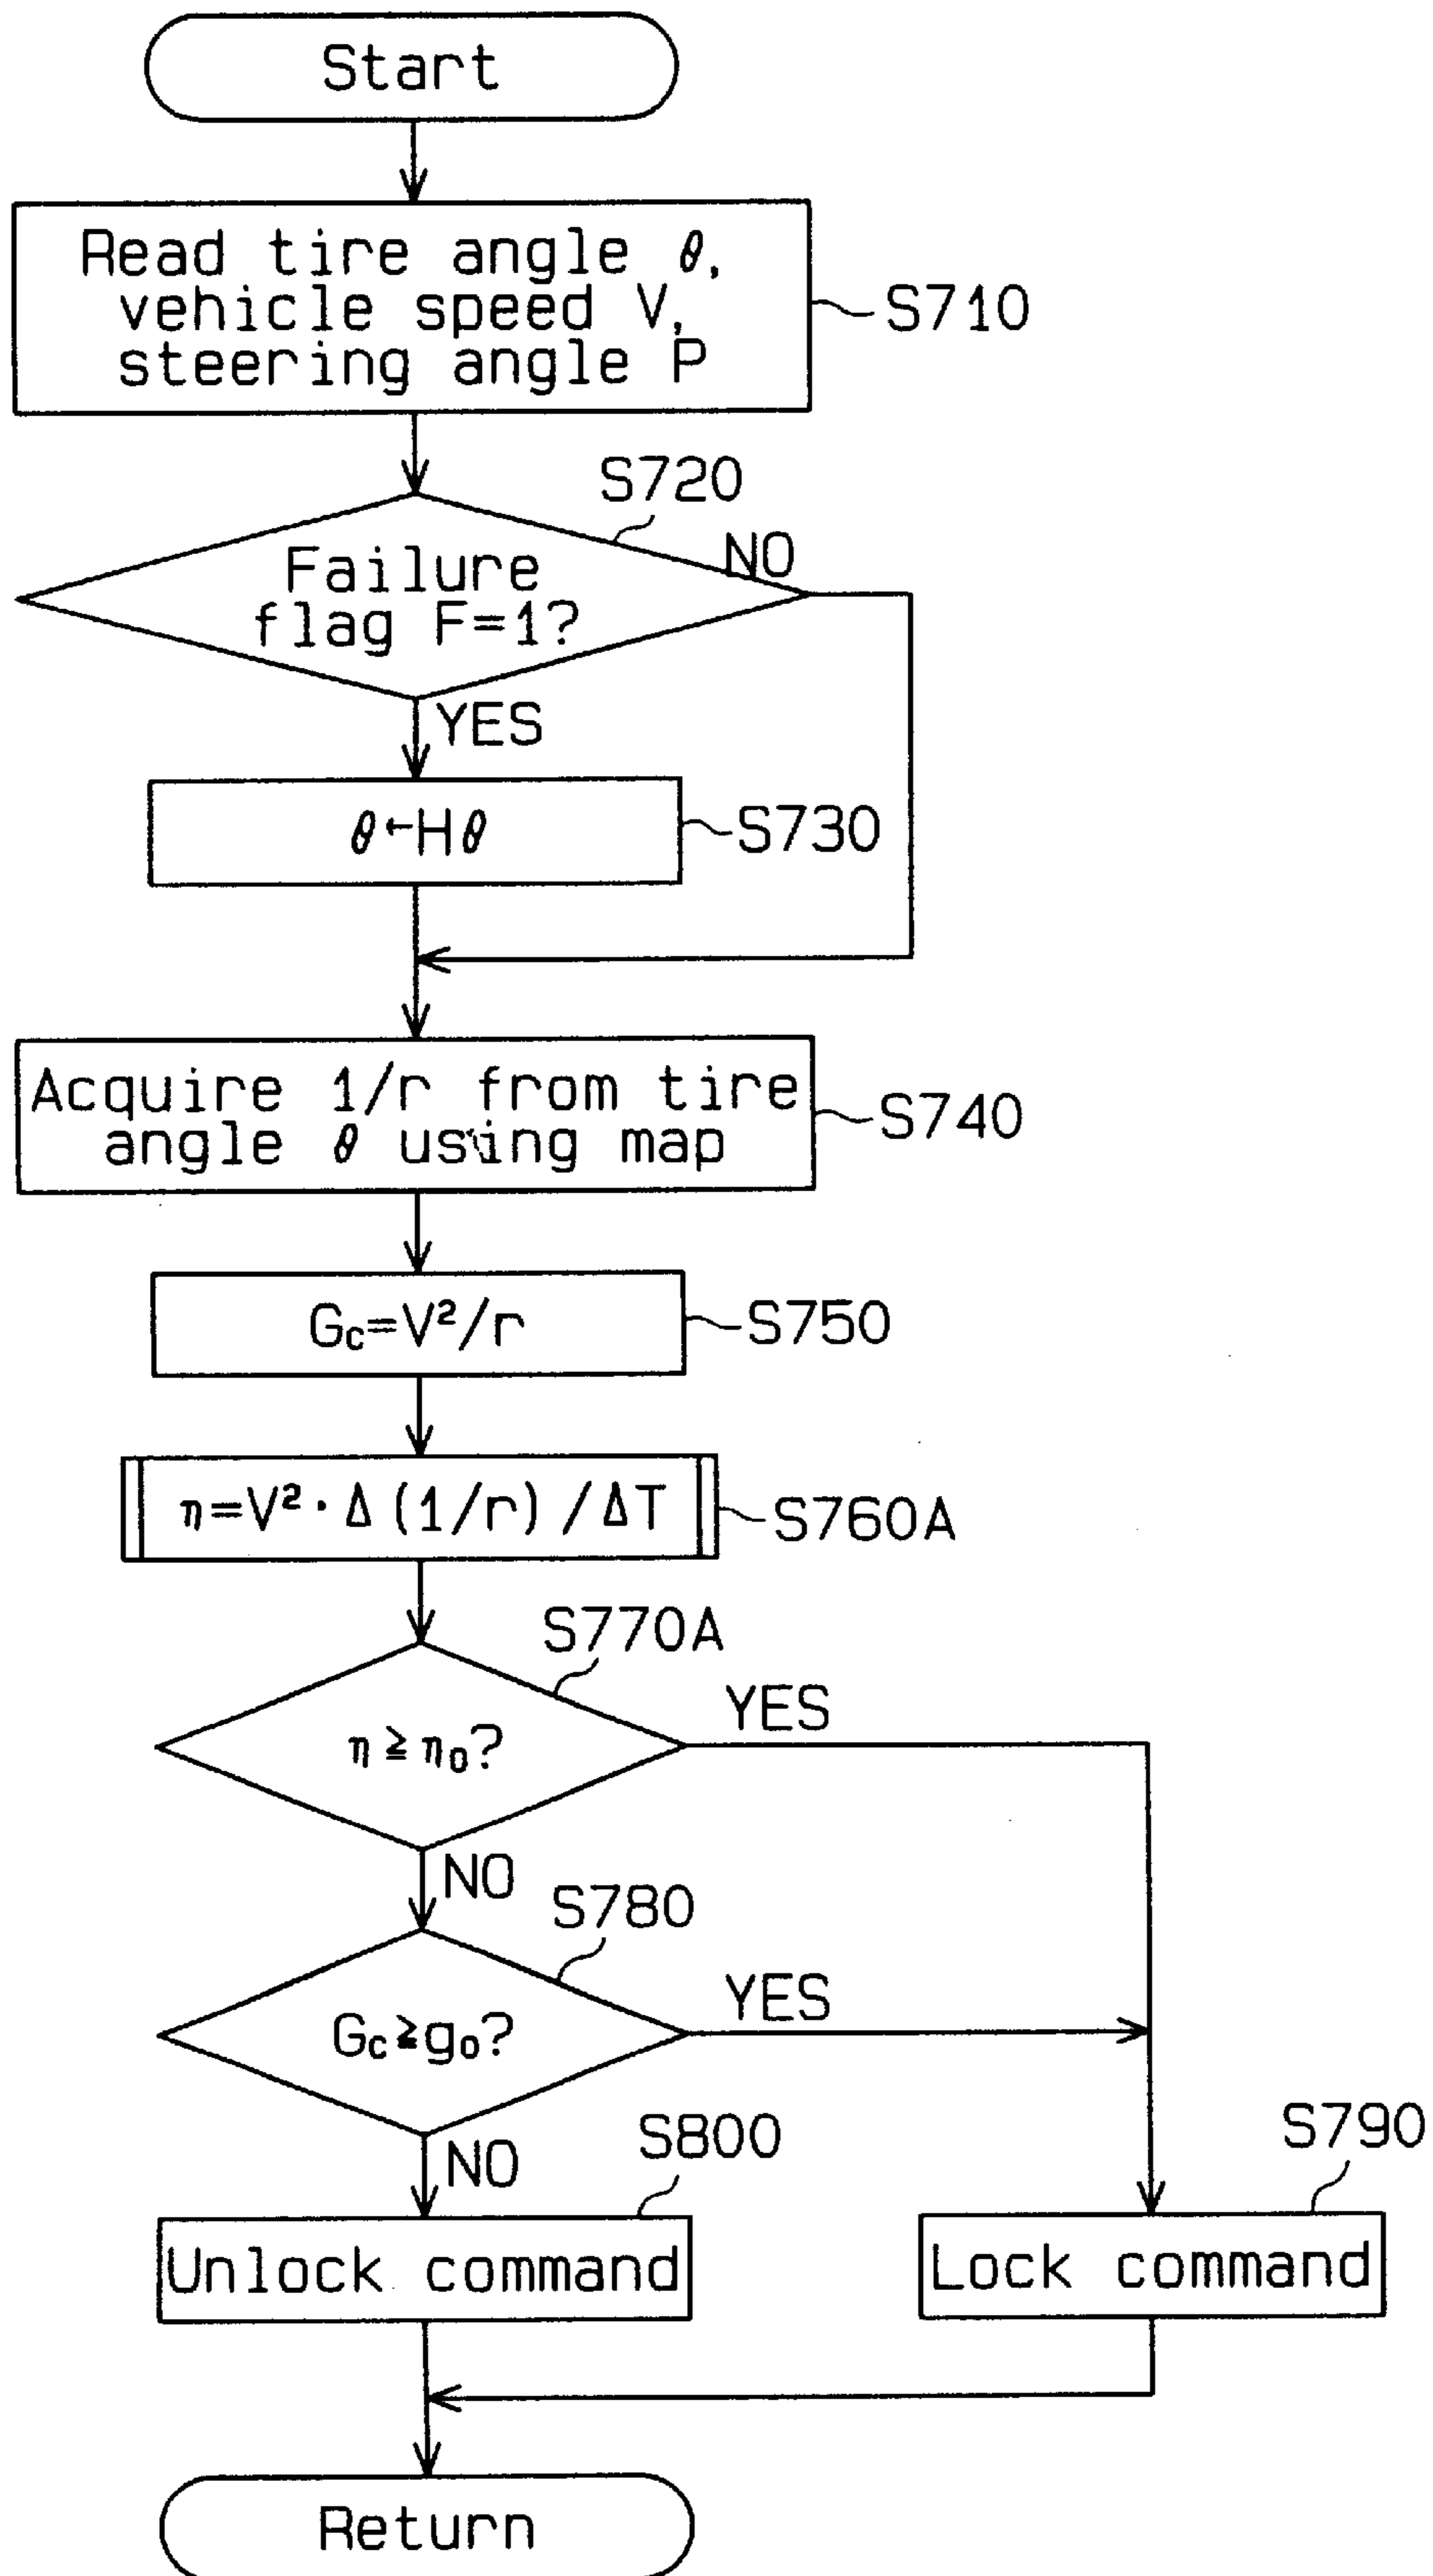 Start
Read tire angle θ,
vehicle speed V,
steering angle P
S710
S720
NO
Failure
flag F=1?
YES
θ←Hθ
S730
Acquire 1/r from tire
angle θ using map
S740
Gc=V²/r
S750
η=V²・Δ(1/r)/ΔT
S760A
S770A
YES
η≧η₀?
NO
S780
YES
Gc≧g₀?
NO
S800
S790
Unlock command
Lock command
Return